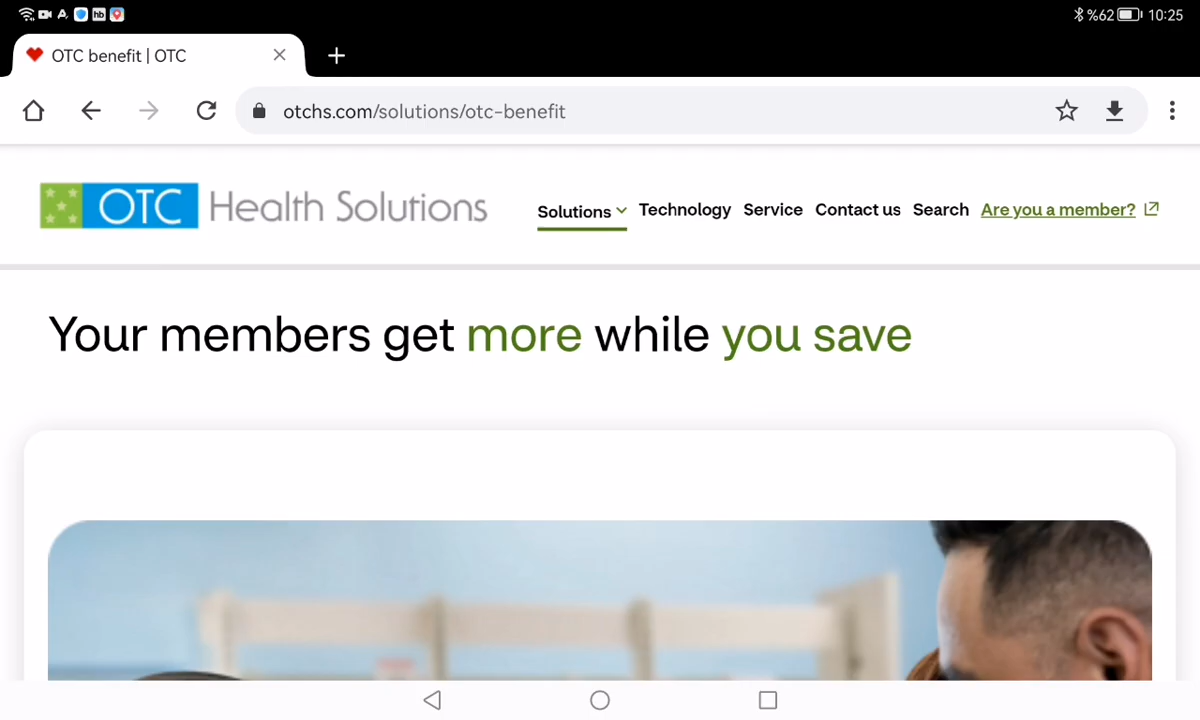 hb %62 10:25
OTC benefit | OTC
otchs.com/solutions/otc-benefit
OTC Health Solutions
Solutions Technology Service Contact us Search Are you a member?
Your members get more while you save